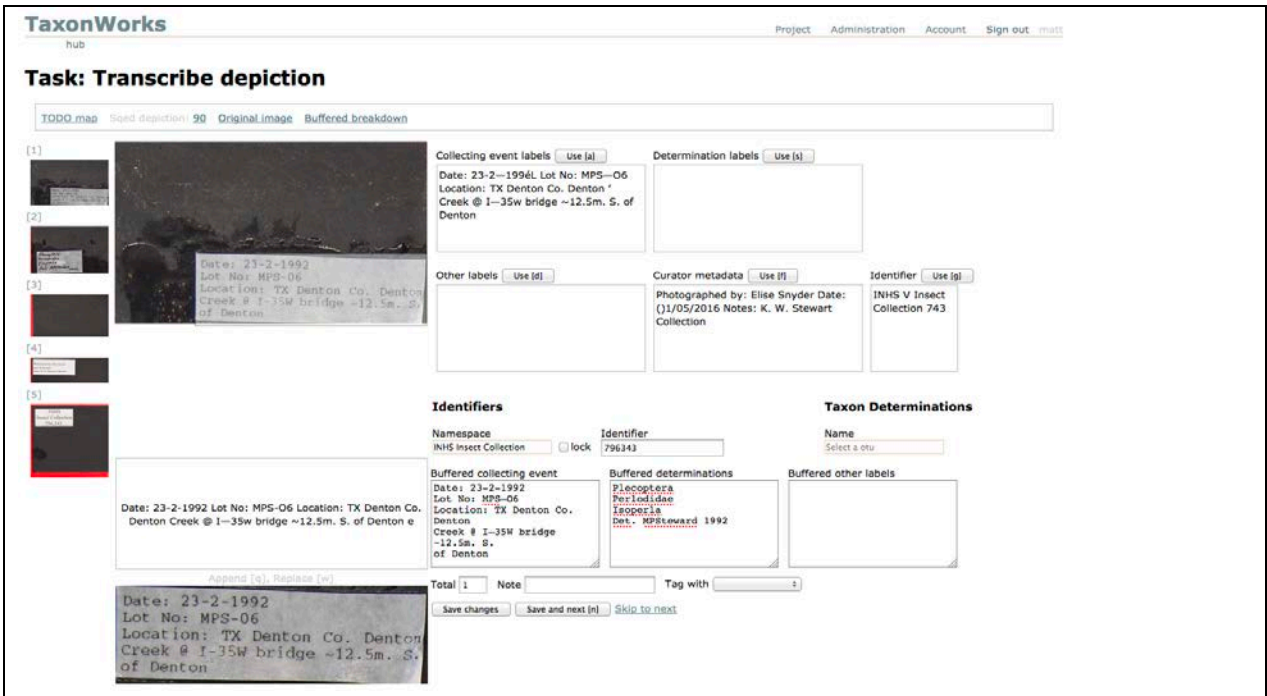 TaxonWorks
hub
Project Administration Account Sign out matt
Task: Transcribe depiction
TODO map Sqed depiction: 90 Original image Buffered breakdown
[1]
[2]
[3]
[4]
[5]
Date: 23-2-1992
Lot No: MPS-06
Location: TX Denton Co. Denton
Creek @ I-35W bridge ~12.5m. S.
of Denton
Collecting event labels Use [a]
Date: 23-2—199éL Lot No: MPS—O6
Location: TX Denton Co. Denton ‘
Creek @ I—35w bridge ~12.5m. S. of
Denton
Determination labels Use [s]
Other labels Use [d]
Curator metadata Use [f]
Photographed by: Elise Snyder Date:
()1/05/2016 Notes: K. W. Stewart
Collection
Identifier Use [g]
INHS V Insect
Collection 743
Identifiers
Namespace
INHS Insect Collection
lock
Identifier
796343
Taxon Determinations
Name
Select a otu
Buffered collecting event
Date: 23-2-1992
Lot No: MPS-06
Location: TX Denton Co.
Denton
Creek @ I-35W bridge
~12.5m. S.
of Denton
Buffered determinations
Plecoptera
Perlodidae
Isoperla
Det. MPSteward 1992
Buffered other labels
Date: 23-2-1992 Lot No: MPS-O6 Location: TX Denton Co.
Denton Creek @ I—35w bridge ~12.5m. S. of Denton e
Append [q], Replace [w]
Date: 23-2-1992
Lot No: MPS-06
Location: TX Denton Co. Denton
Creek @ I-35W bridge ~12.5m. S.
of Denton
Total 1 Note Tag with
Save changes Save and next [n] Skip to next